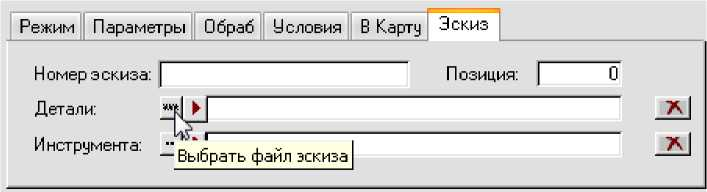 Режим Параметры Обраб Условия В Карту Эскиз
Номер эскиза: Позиция: 0
Детали:
Инструмента:
Выбрать файл эскиза